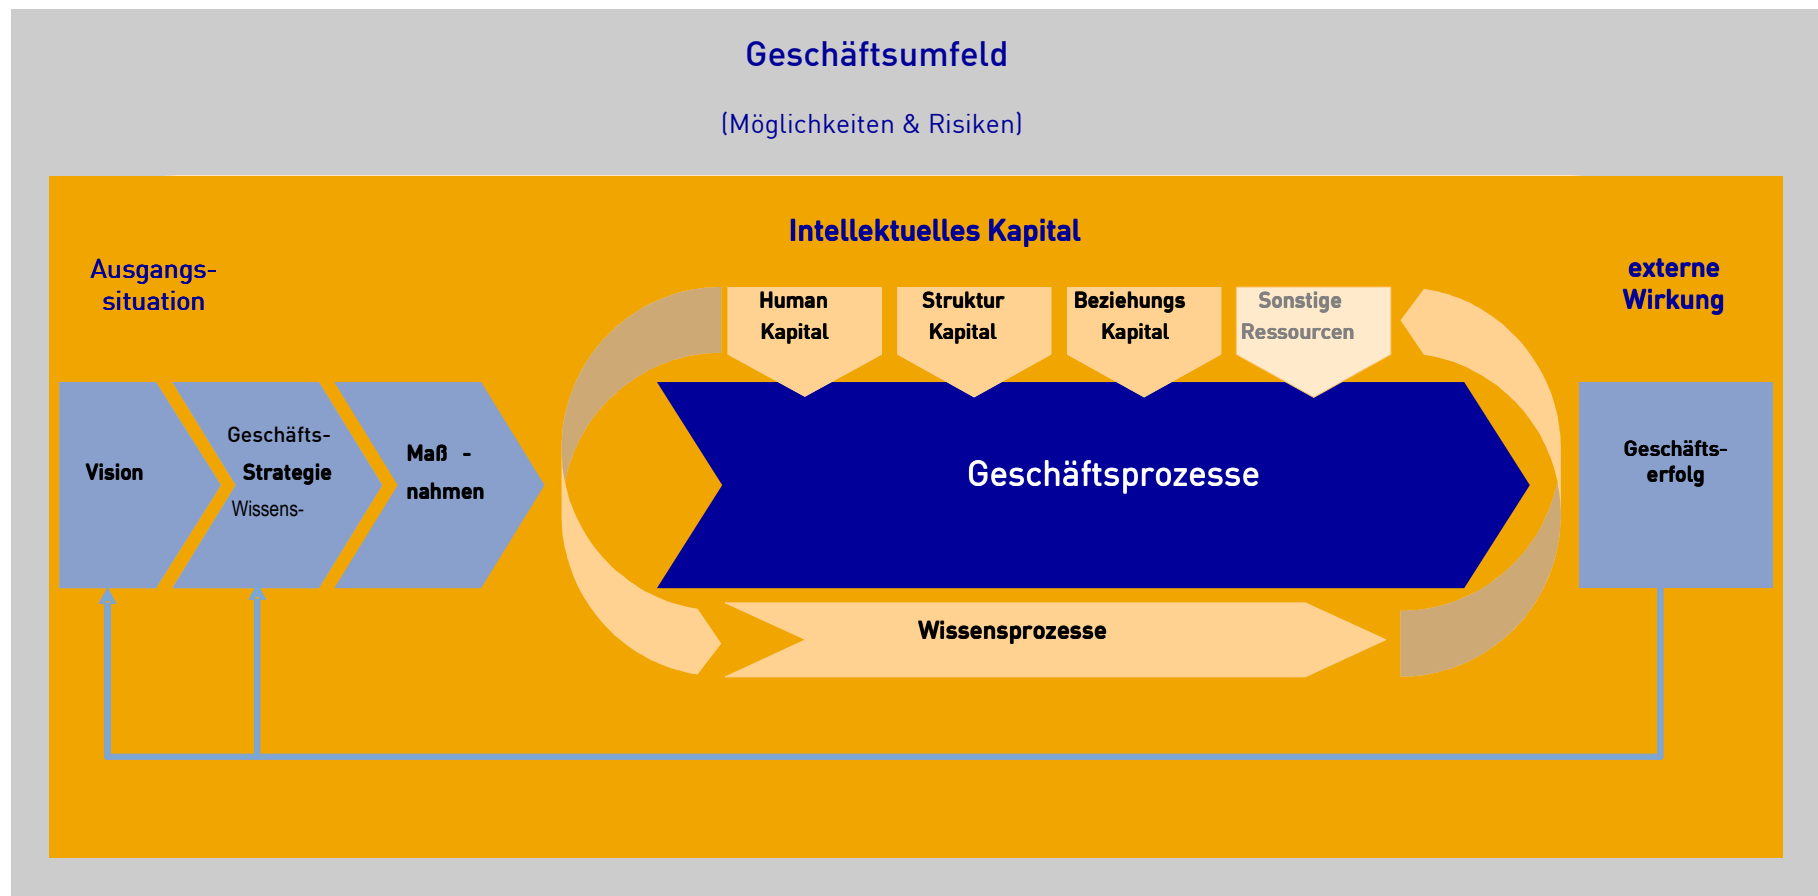 Geschäftsumfeld
(Möglichkeiten & Risiken)
Intellektuelles Kapital
Ausgangs-
situation
externe
Wirkung
Human
Kapital
Struktur
Kapital
Beziehungs
Kapital
Sonstige
Ressourcen
Vision
Geschäfts-
Strategie
Wissens-
Maß -
nahmen
Geschäftsprozesse
Geschäfts-
erfolg
Wissensprozesse